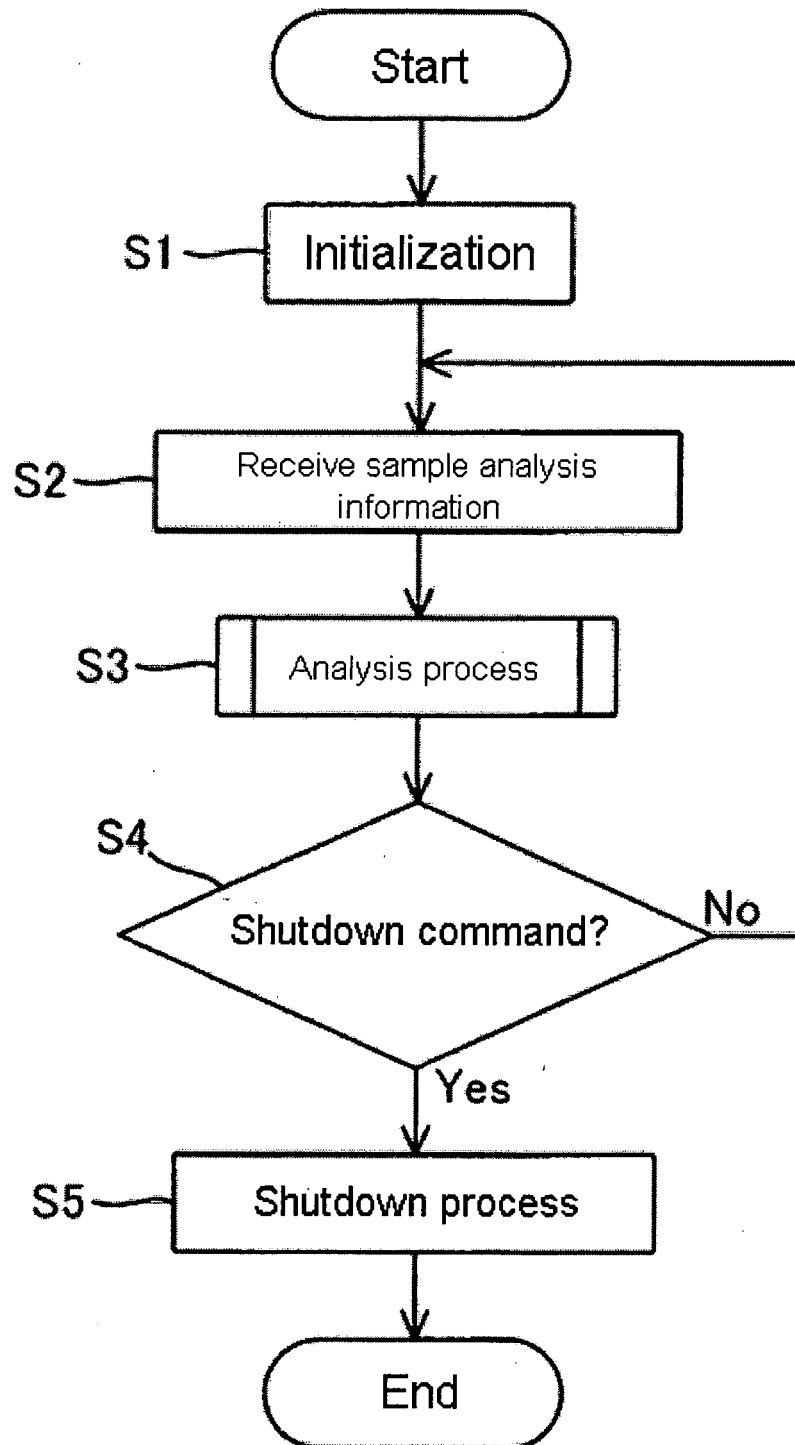 Start
S1
Initialization
S2
Receive sample analysis
information
S3
Analysis process
S4
Shutdown command?
No
Yes
S5
Shutdown process
End